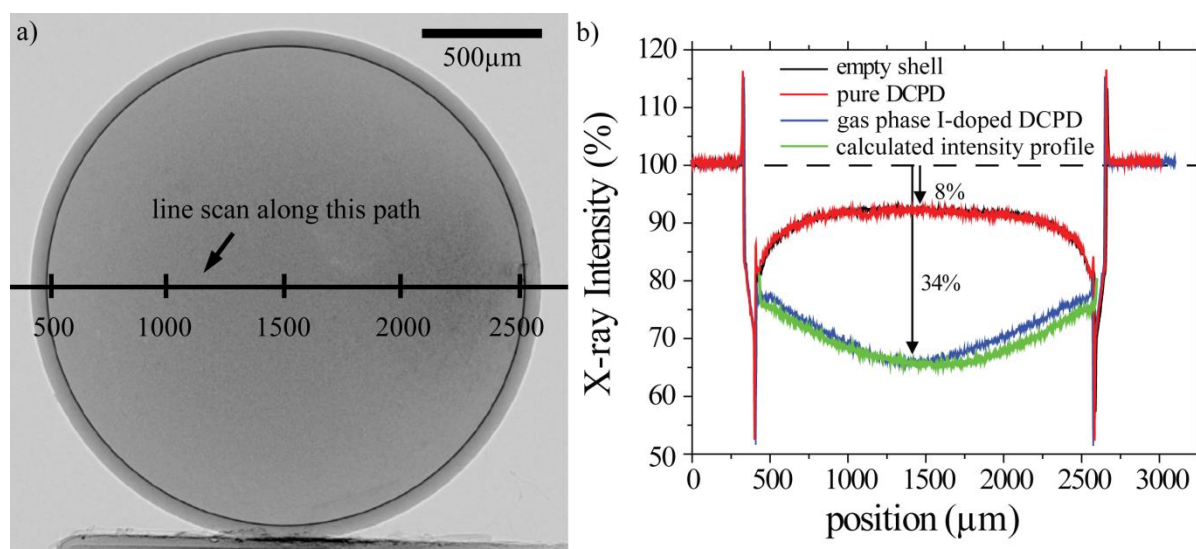 a)
500µm
line scan along this path
500 1000 1500 2000 2500
b)
120
110
100
90
80
70
60
50
X-ray Intensity (%)
empty shell
pure DCPD
gas phase I-doped DCPD
calculated intensity profile
8%
34%
0 500 1000 1500 2000 2500 3000
position (µm)